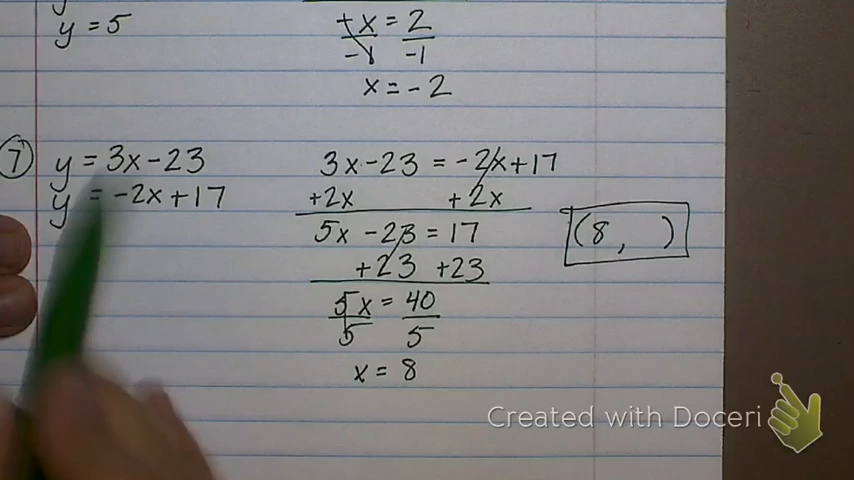 y = 5
+x = 2
-1 -1
x = -2
7 y = 3x - 23
y = -2x + 17
3x - 23 = -2x + 17
+2x +2x
5x - 23 = 17
+23 +23
5x = 40
5 5
x = 8
(8, )
Created with Doceri